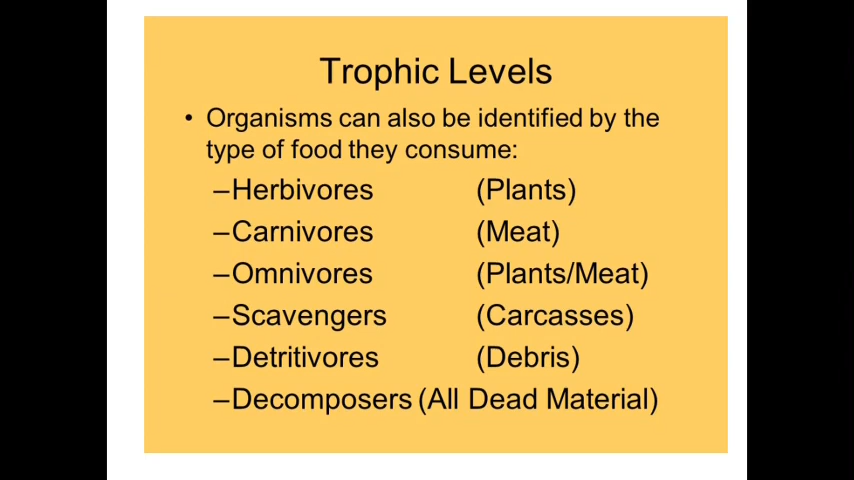 Trophic Levels
• Organisms can also be identified by the
type of food they consume:
–Herbivores (Plants)
–Carnivores (Meat)
–Omnivores (Plants/Meat)
–Scavengers (Carcasses)
–Detritivores (Debris)
–Decomposers (All Dead Material)